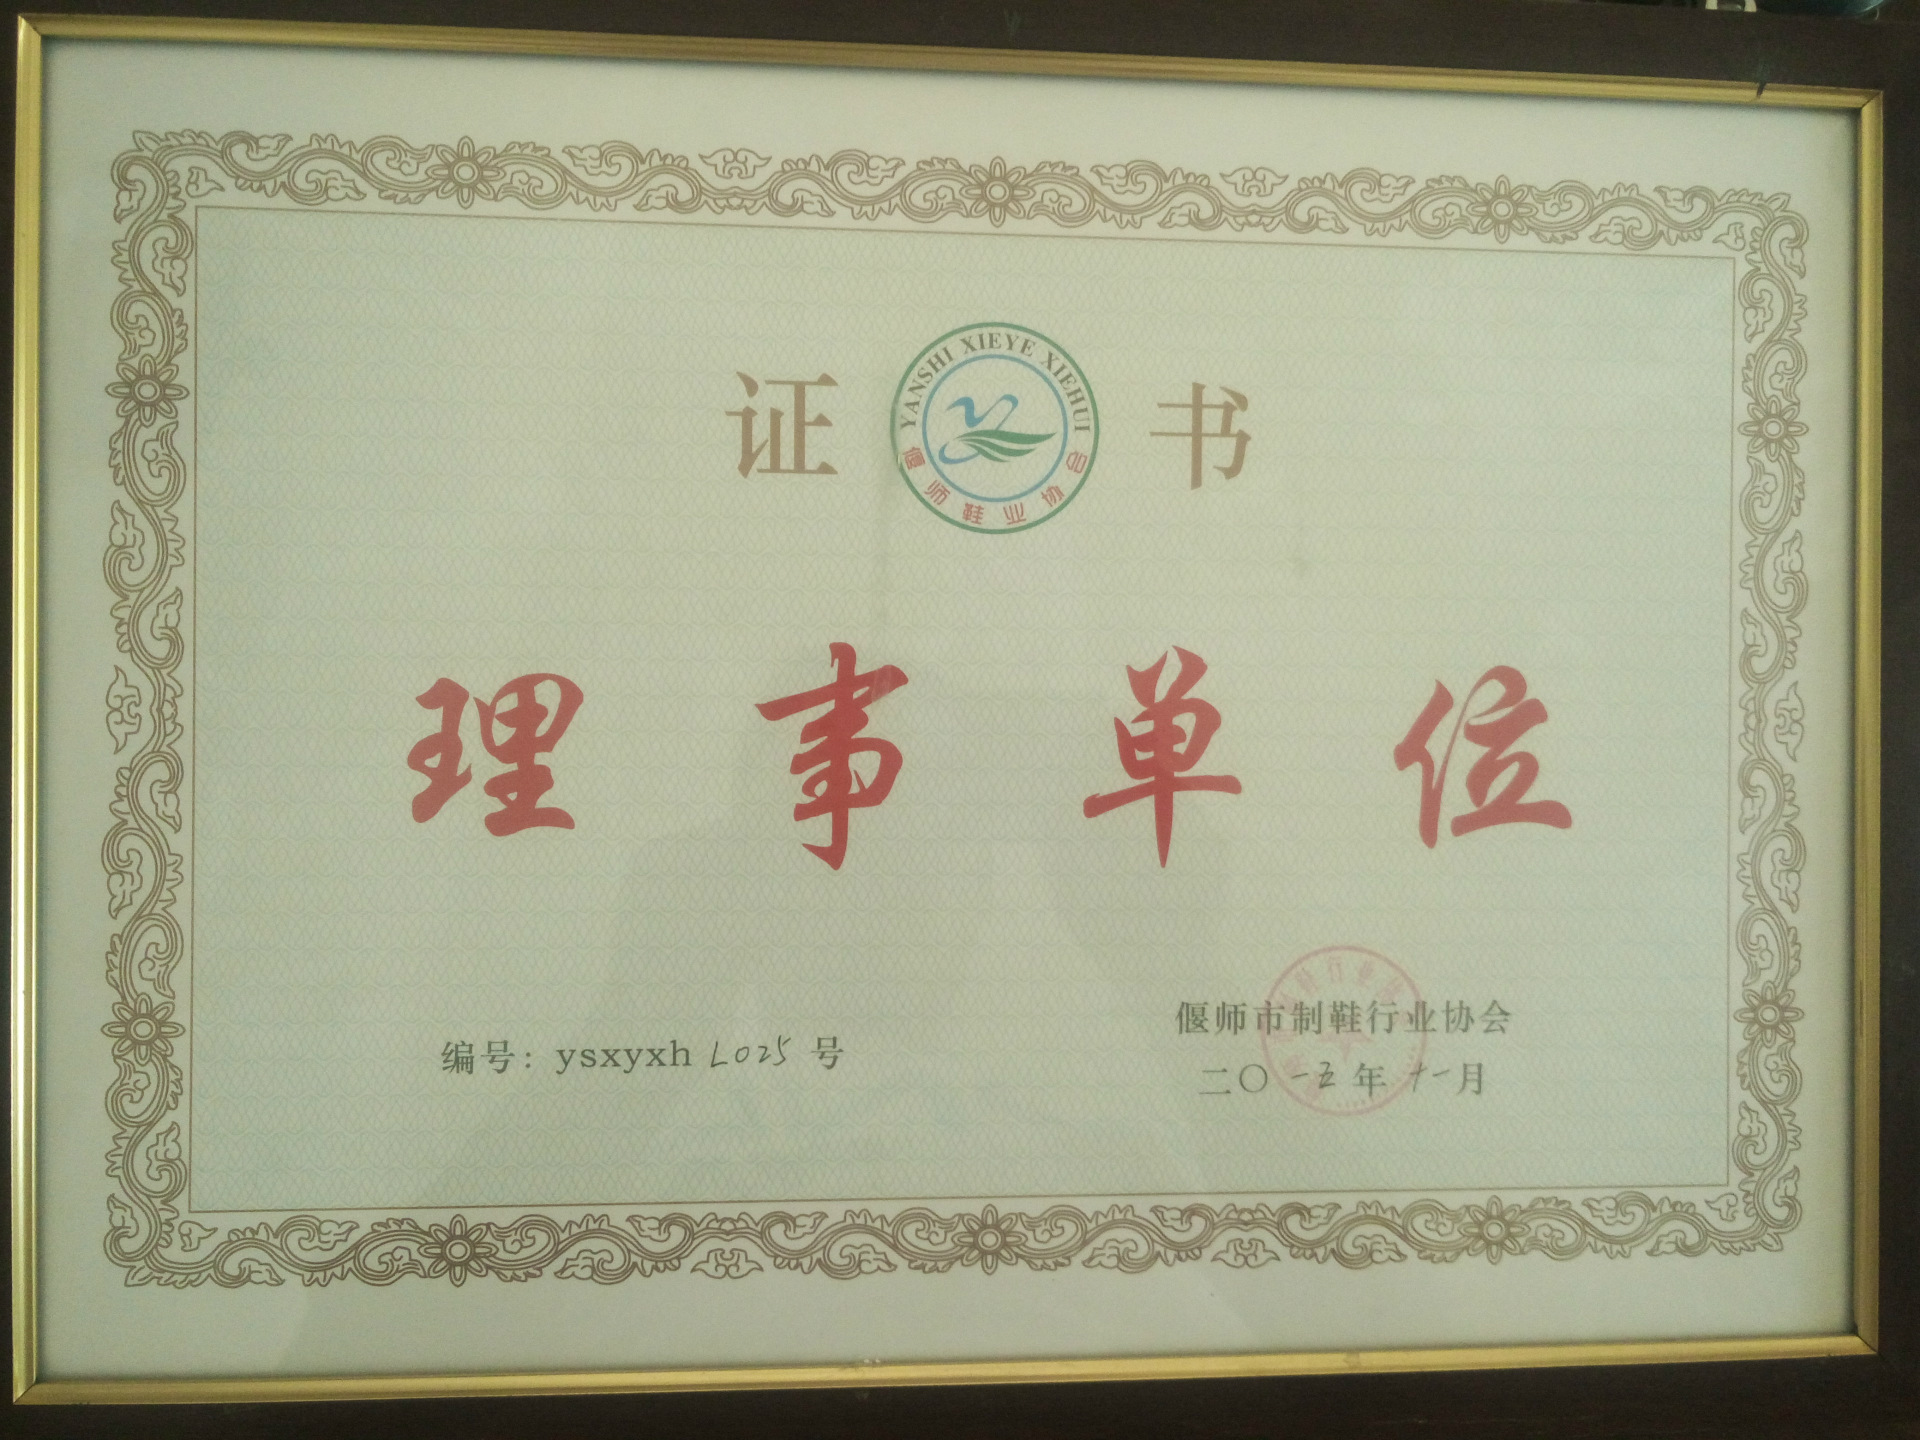 证 书
YANSHI XIEYE XIEHUI
偃师鞋业协会
理事单位
编号：ysxyxh L025 号
偃师市制鞋行业协会
二〇一五年十一月